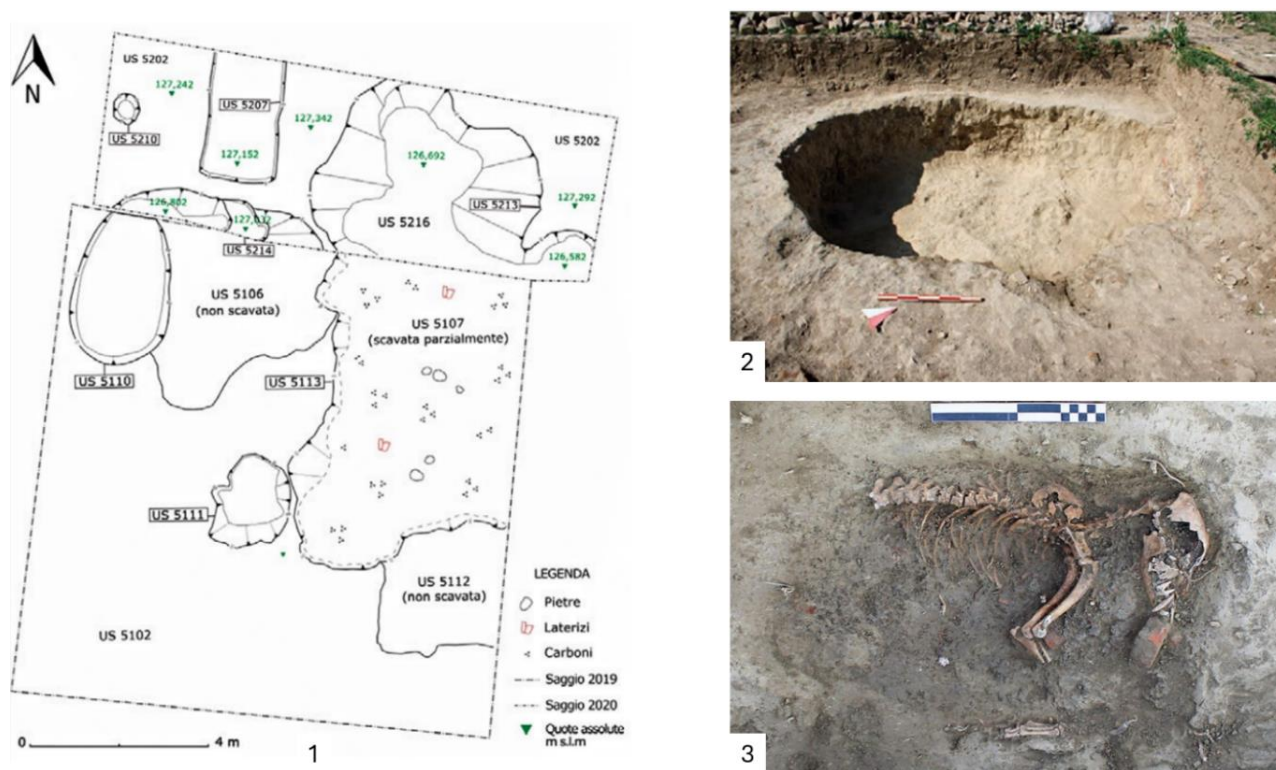 N
US 5202
127,242
US 5207
127,342
US 5202
US 5210
127,152
126,692
127,292
US 5213
126,802
US 5216
US 5214
126,582
US 5106
(non scavata)
US 5107
(scavata parzialmente)
US 5110
US 5113
US 5111
US 5112
(non scavata)
US 5102
LEGENDA
Pietre
Laterizi
Carboni
Saggio 2019
Saggio 2020
Quote assolute
m s.l.m
0 4 m
1
2
3